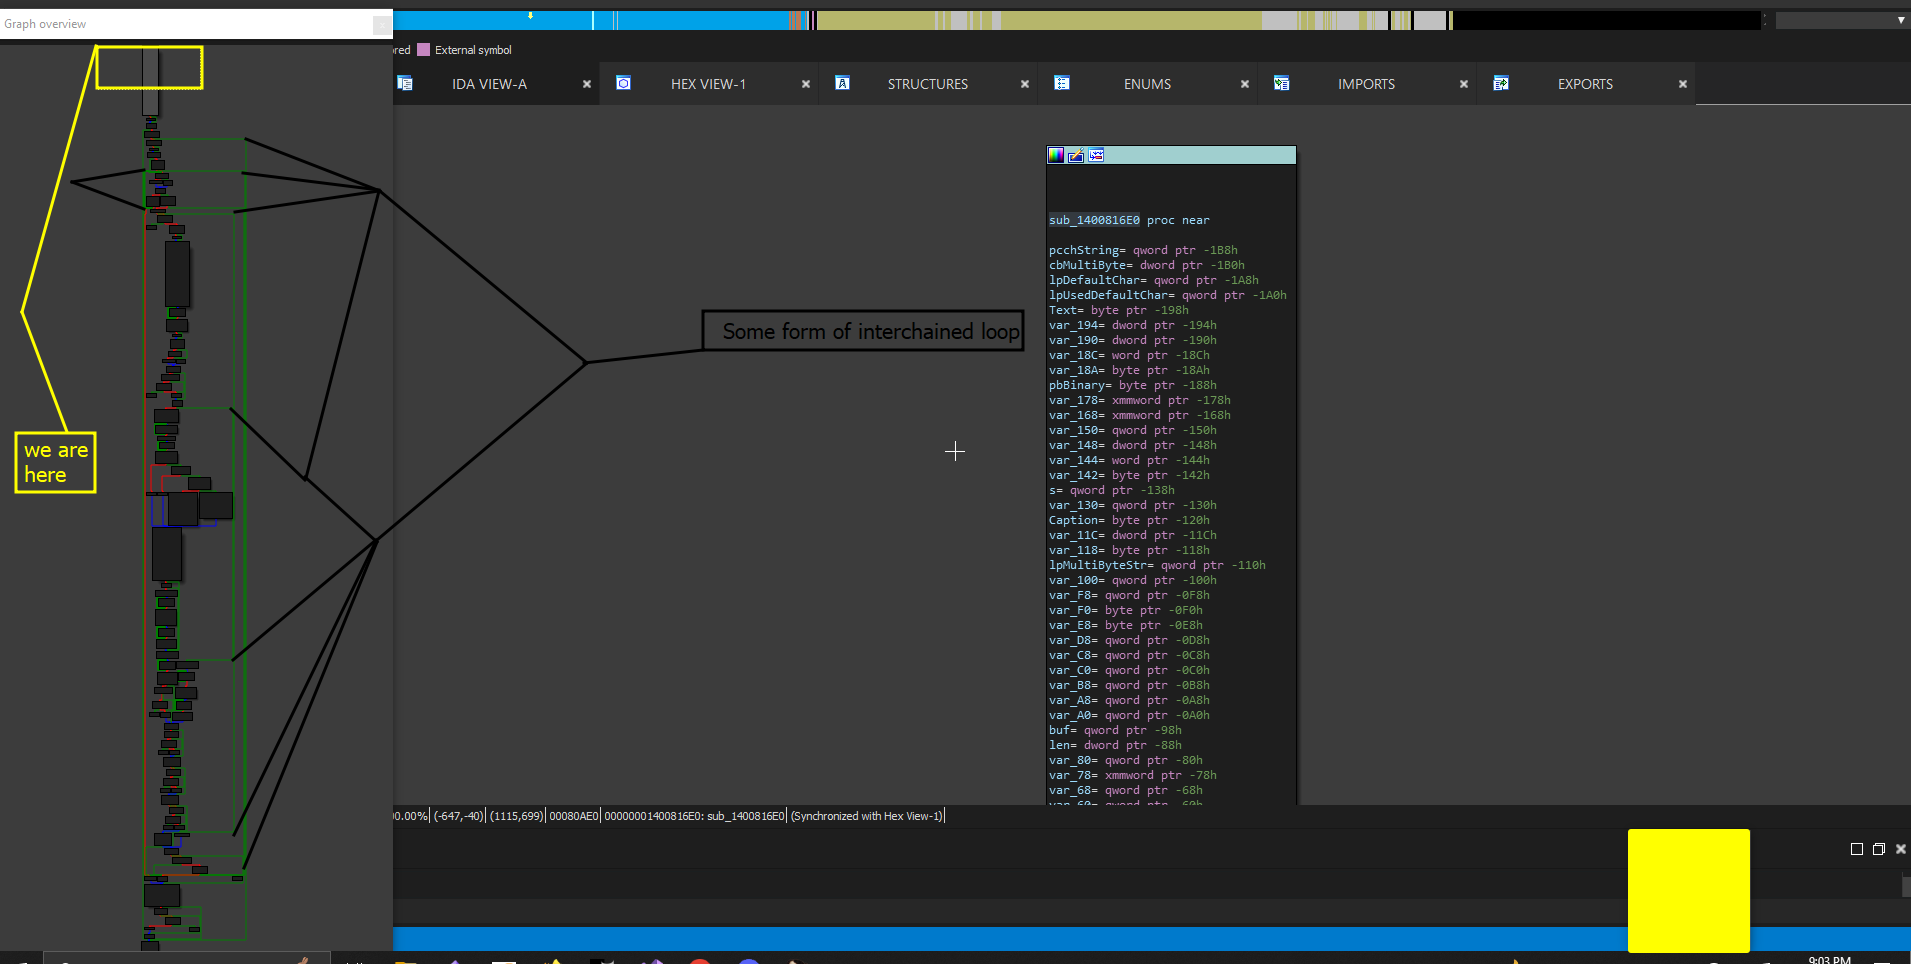 Graph overview
red External symbol
IDA VIEW-A
HEX VIEW-1
STRUCTURES
ENUMS
IMPORTS
EXPORTS
we are
here
Some form of interchained loop
sub_1400816E0 proc near
pcchString= qword ptr -1B8h
cbMultiByte= dword ptr -1B0h
lpDefaultChar= qword ptr -1A8h
lpUsedDefaultChar= qword ptr -1A0h
Text= byte ptr -198h
var_194= dword ptr -194h
var_190= dword ptr -190h
var_18C= word ptr -18Ch
var_18A= byte ptr -18Ah
pbBinary= byte ptr -188h
var_178= xmmword ptr -178h
var_168= xmmword ptr -168h
var_150= qword ptr -150h
var_148= dword ptr -148h
var_144= word ptr -144h
var_142= byte ptr -142h
s= qword ptr -138h
var_130= qword ptr -130h
Caption= byte ptr -120h
var_11C= dword ptr -11Ch
var_118= byte ptr -118h
lpMultiByteStr= qword ptr -110h
var_100= qword ptr -100h
var_F8= qword ptr -0F8h
var_F0= byte ptr -0F0h
var_E8= byte ptr -0E8h
var_D8= qword ptr -0D8h
var_C8= qword ptr -0C8h
var_C0= qword ptr -0C0h
var_B8= qword ptr -0B8h
var_A8= qword ptr -0A8h
var_A0= qword ptr -0A0h
buf= qword ptr -98h
len= dword ptr -88h
var_80= qword ptr -80h
var_78= xmmword ptr -78h
var_68= qword ptr -68h
var_60= qword ptr -60h
00.00% (-647,-40) (1115,699) 00080AE0 00000001400816E0: sub_1400816E0 (Synchronized with Hex View-1)
9:03 PM